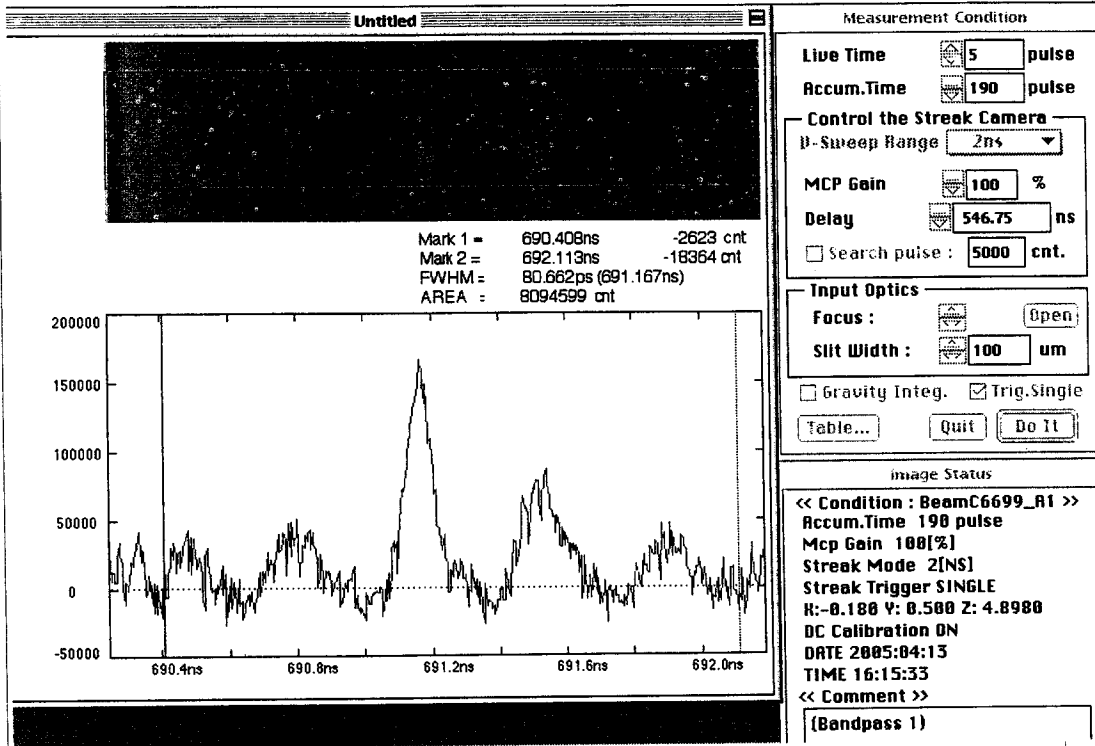 Untitled
Mark 1 = 690.408ns -2623 cnt
Mark 2 = 692.113ns -18364 cnt
FWHM = 80.662ps (691.167ns)
AREA : 8094599 cnt
200000
150000
100000
50000
0
-50000
690.4ns 690.8ns 691.2ns 691.6ns 692.0ns
Measurement Condition
Live Time 5 pulse
Accum.Time 190 pulse
Control the Streak Camera
V-Sweep Range 2ns
MCP Gain 100 %
Delay 546.75 ns
Search pulse : 5000 cnt.
Input Optics
Focus : Open
Slit Width : 100 um
Gravity Integ. Trig.Single
Table... Quit Do It
Image Status
<< Condition : BeamC6699_A1 >>
Accum.Time 190 pulse
Mcp Gain 100[%]
Streak Mode 2[NS]
Streak Trigger SINGLE
X:-0.180 Y: 0.500 Z: 4.8980
DC Calibration ON
DATE 2005:04:13
TIME 16:15:33
<< Comment >>
(Bandpass 1)